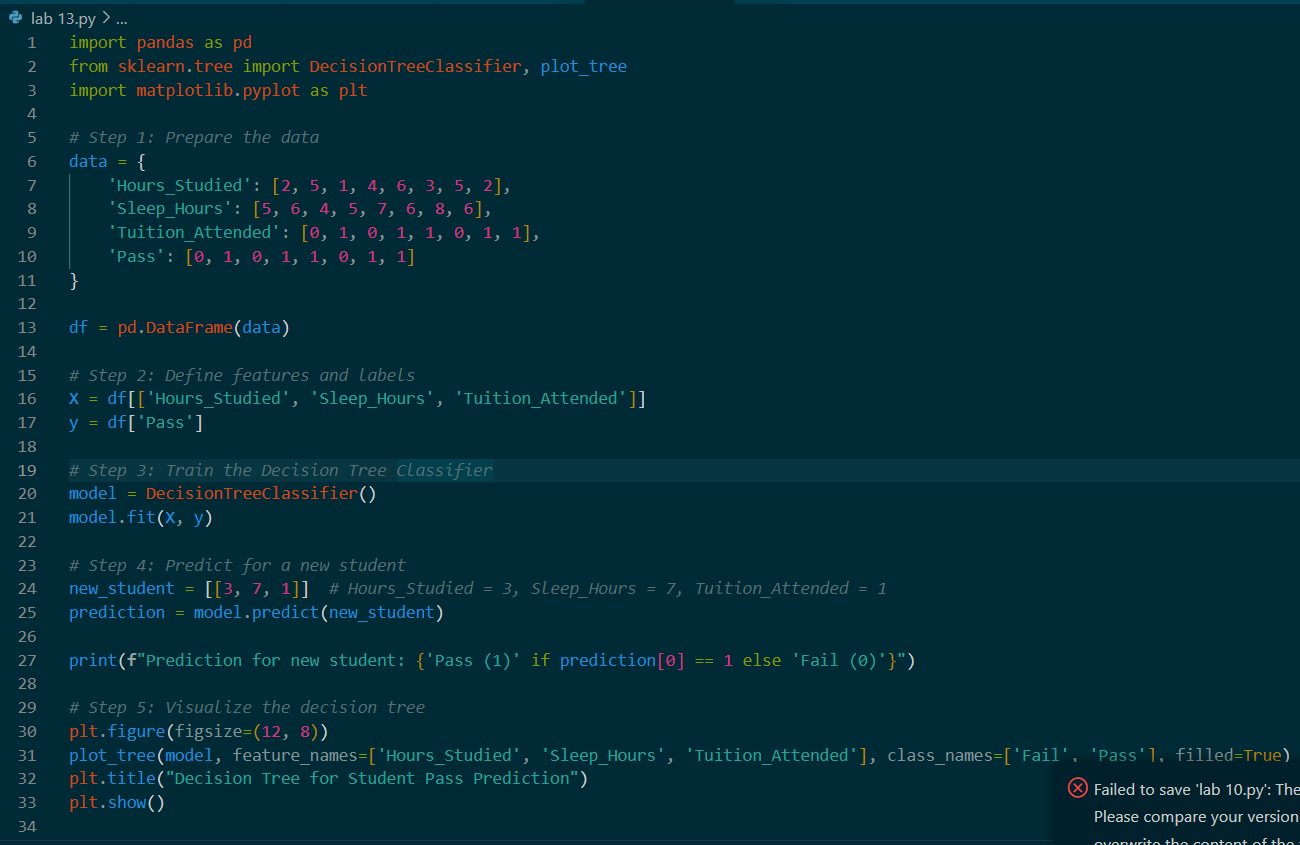 lab 13.py > ...
1 import pandas as pd
2 from sklearn.tree import DecisionTreeClassifier, plot_tree
3 import matplotlib.pyplot as plt
4
5 # Step 1: Prepare the data
6 data = {
7     'Hours_Studied': [2, 5, 1, 4, 6, 3, 5, 2],
8     'Sleep_Hours': [5, 6, 4, 5, 7, 6, 8, 6],
9     'Tuition_Attended': [0, 1, 0, 1, 1, 0, 1, 1],
10     'Pass': [0, 1, 0, 1, 1, 0, 1, 1]
11 }
12
13 df = pd.DataFrame(data)
14
15 # Step 2: Define features and labels
16 X = df[['Hours_Studied', 'Sleep_Hours', 'Tuition_Attended']]
17 y = df['Pass']
18
19 # Step 3: Train the Decision Tree Classifier
20 model = DecisionTreeClassifier()
21 model.fit(X, y)
22
23 # Step 4: Predict for a new student
24 new_student = [[3, 7, 1]]  # Hours_Studied = 3, Sleep_Hours = 7, Tuition_Attended = 1
25 prediction = model.predict(new_student)
26
27 print(f"Prediction for new student: {'Pass (1)' if prediction[0] == 1 else 'Fail (0)'}")
28
29 # Step 5: Visualize the decision tree
30 plt.figure(figsize=(12, 8))
31 plot_tree(model, feature_names=['Hours_Studied', 'Sleep_Hours', 'Tuition_Attended'], class_names=['Fail', 'Pass'], filled=True)
32 plt.title("Decision Tree for Student Pass Prediction")
33 plt.show()
34
Failed to save 'lab 10.py': The
Please compare your version
overwrite the content of the